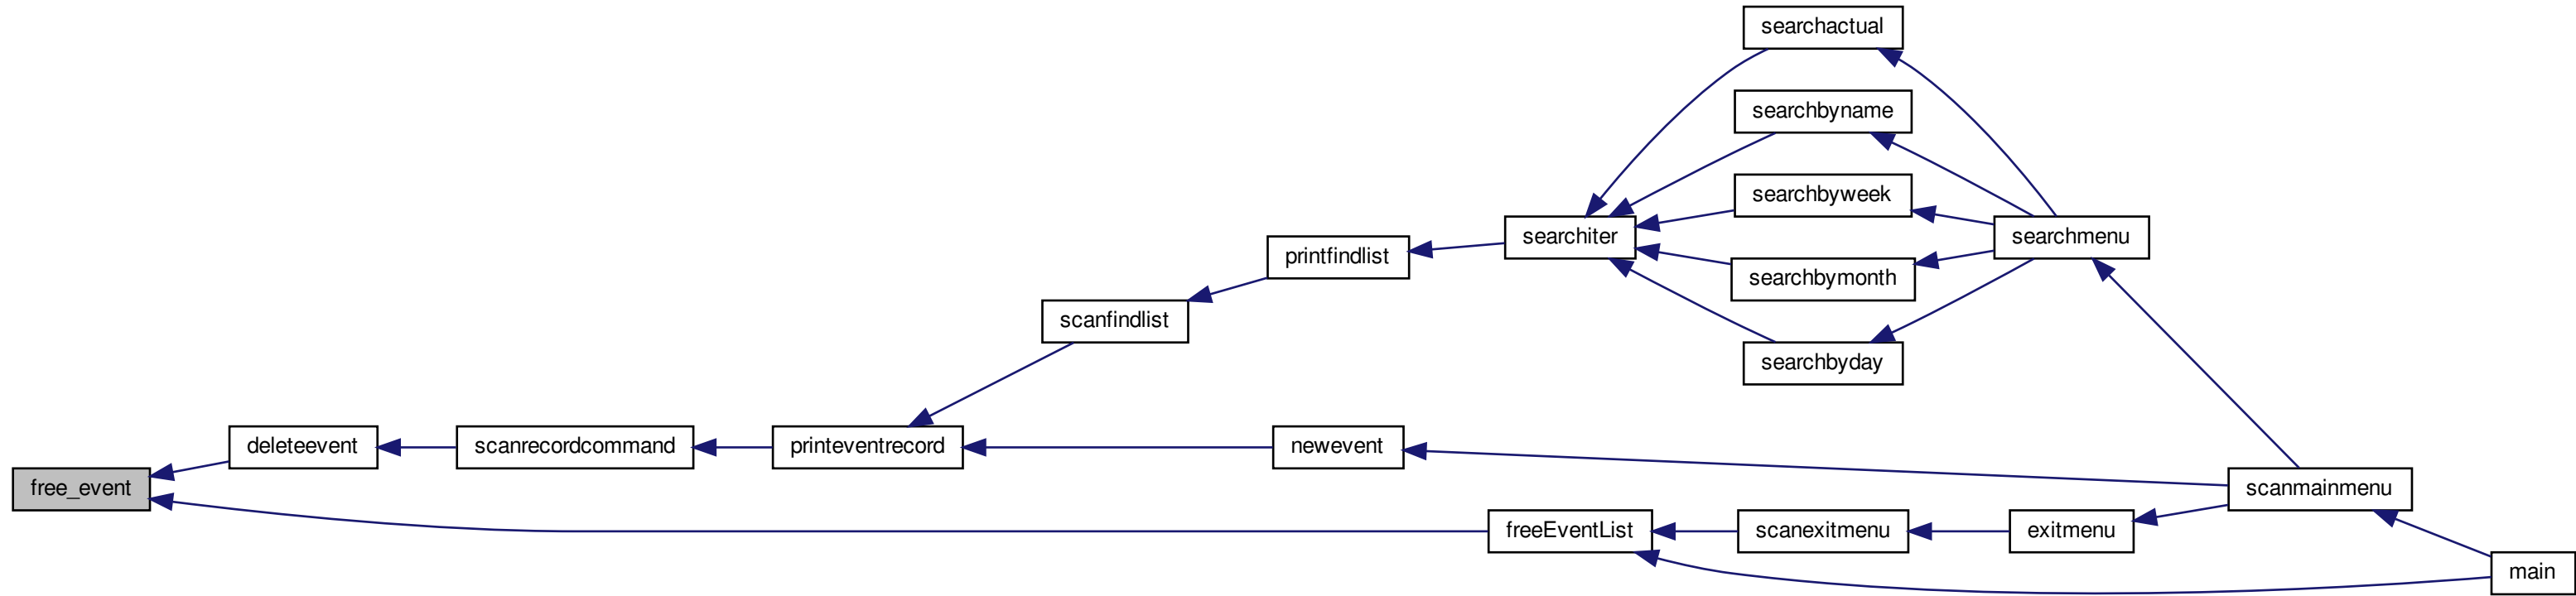 searchactual
searchbyname
searchbyweek
searchiter
searchmenu
printfindlist
searchbymonth
scanfindlist
searchbyday
deleteevent
scanrecordcommand
printeventrecord
newevent
free_event
scanmainmenu
freeEventList
scanexitmenu
exitmenu
main